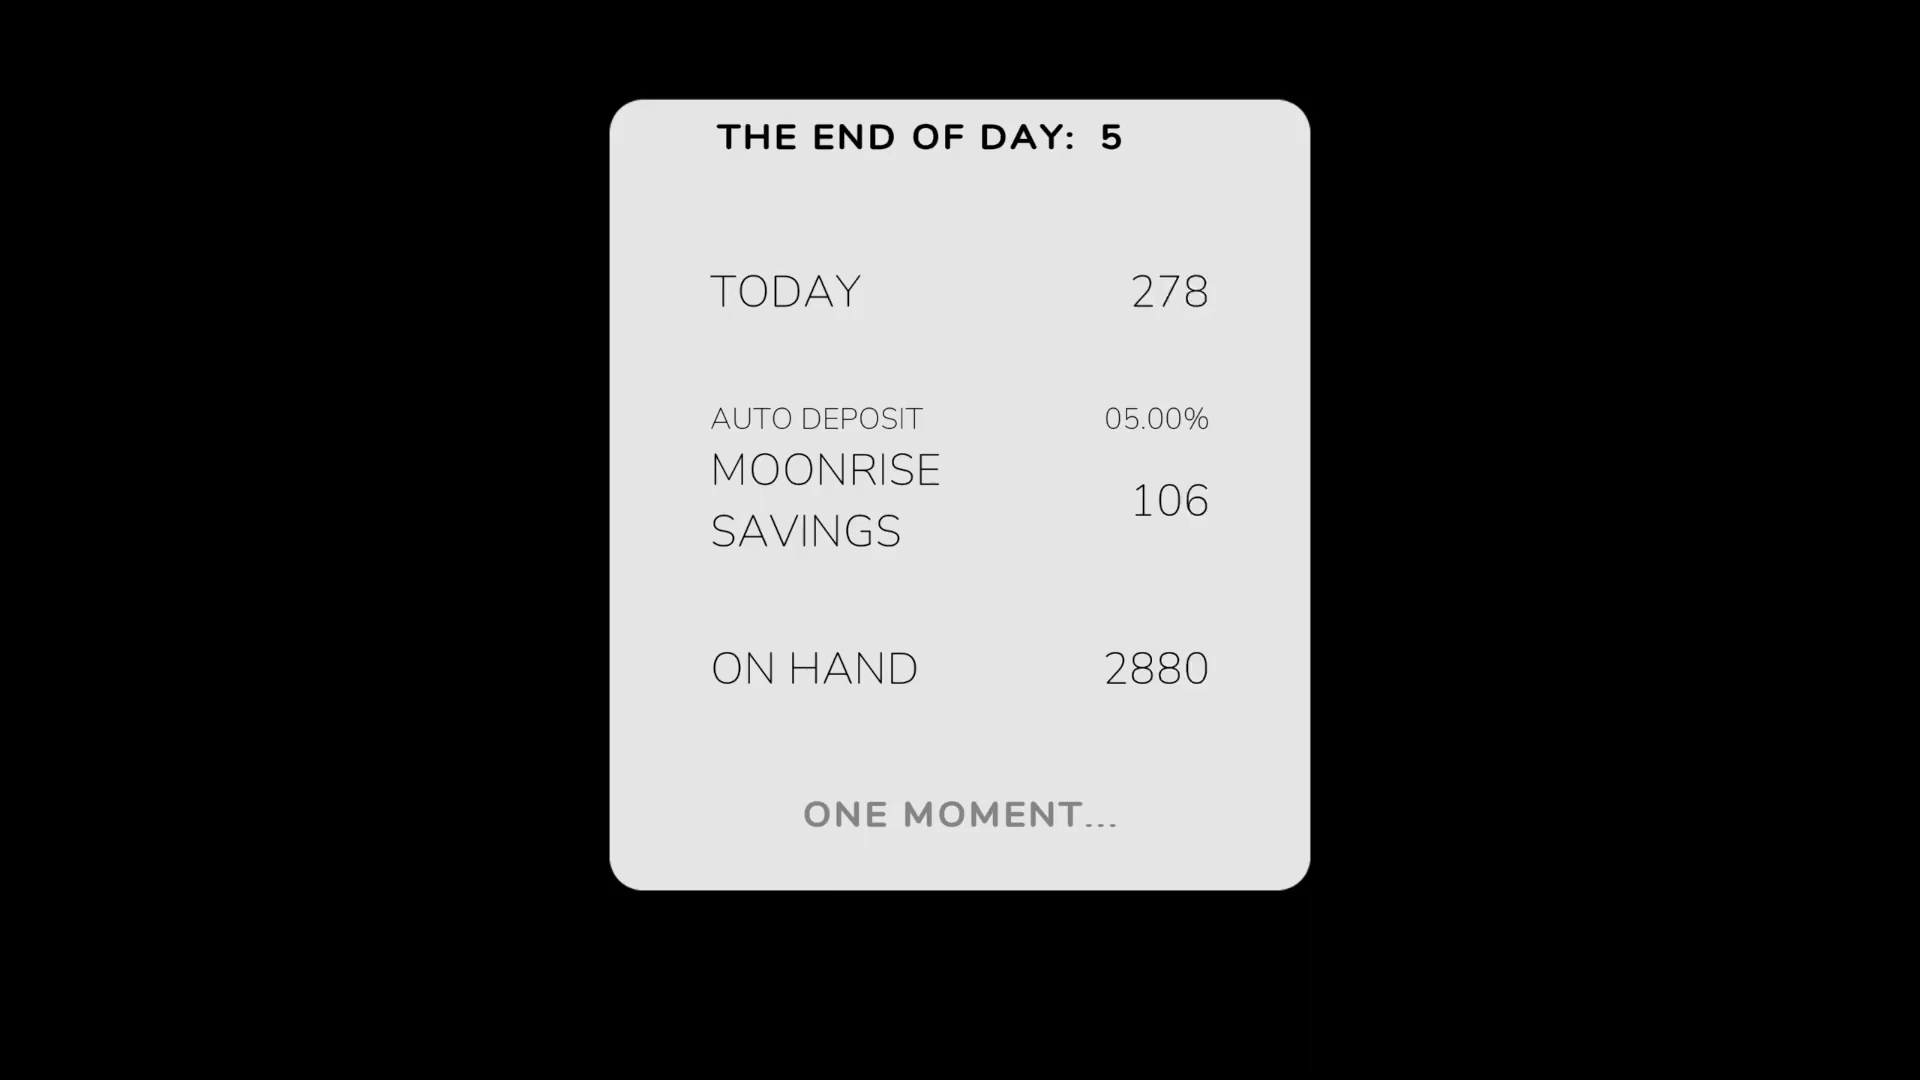 THE END OF DAY: 5
TODAY 278
AUTO DEPOSIT 05.00%
MOONRISE
SAVINGS 106
ON HAND 2880
ONE MOMENT...